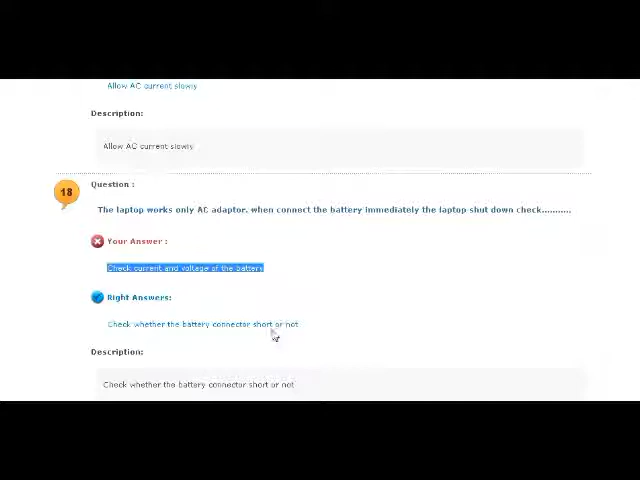 Allow AC current slowly
Description:
Allow AC current slowly
18
Question :
The laptop works only AC adaptor. when connect the battery immediately the laptop shut down check...........
Your Answer :
Check current and voltage of the battery
Right Answers:
Check whether the battery connector short or not
Description:
Check whether the battery connector short or not